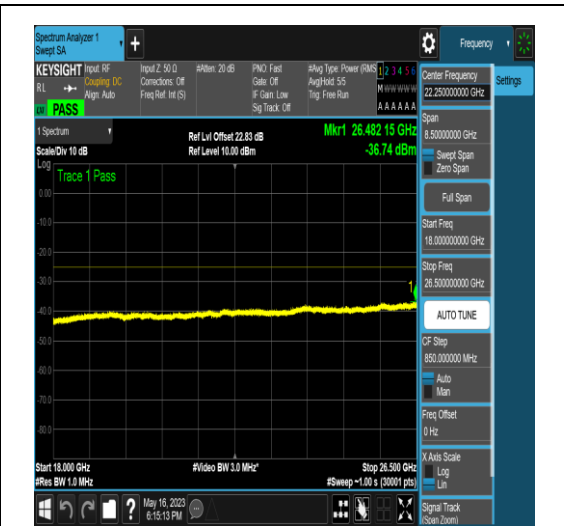 Spectrum Analyzer 1
Swept SA
+
Frequency
KEYSIGHT
RL
PASS
Input: RF
Coupling: DC
Align: Auto
Input Z: 50 Ω
Corrections: Off
Freq Ref: Int (S)
#Atten: 20 dB
PNO: Fast
Gate: Off
IF Gain: Low
Sig Track: Off
#Avg Type: Power (RMS
Avg|Hold: 5/5
Trig: Free Run
1 2 3 4 5 6
M W W W W W
A A A A A A
1 Spectrum
Scale/Div 10 dB
Log
Ref Lvl Offset 22.83 dB
Ref Level 10.00 dBm
Mkr1 26.482 15 GHz
-36.74 dBm
Trace 1 Pass
0.00
-10.0
-20.0
-30.0
-40.0
-50.0
-60.0
-70.0
-80.0
1
Start 18.000 GHz
#Res BW 1.0 MHz
#Video BW 3.0 MHz*
Stop 26.500 GHz
#Sweep ~1.00 s (30001 pts)
?
May 16, 2023
6:15:13 PM
Center Frequency
22.250000000 GHz
Settings
Span
8.50000000 GHz
Swept Span
Zero Span
Full Span
Start Freq
18.000000000 GHz
Stop Freq
26.500000000 GHz
AUTO TUNE
CF Step
850.000000 MHz
Auto
Man
Freq Offset
0 Hz
X Axis Scale
Log
Lin
Signal Track
(Span Zoom)